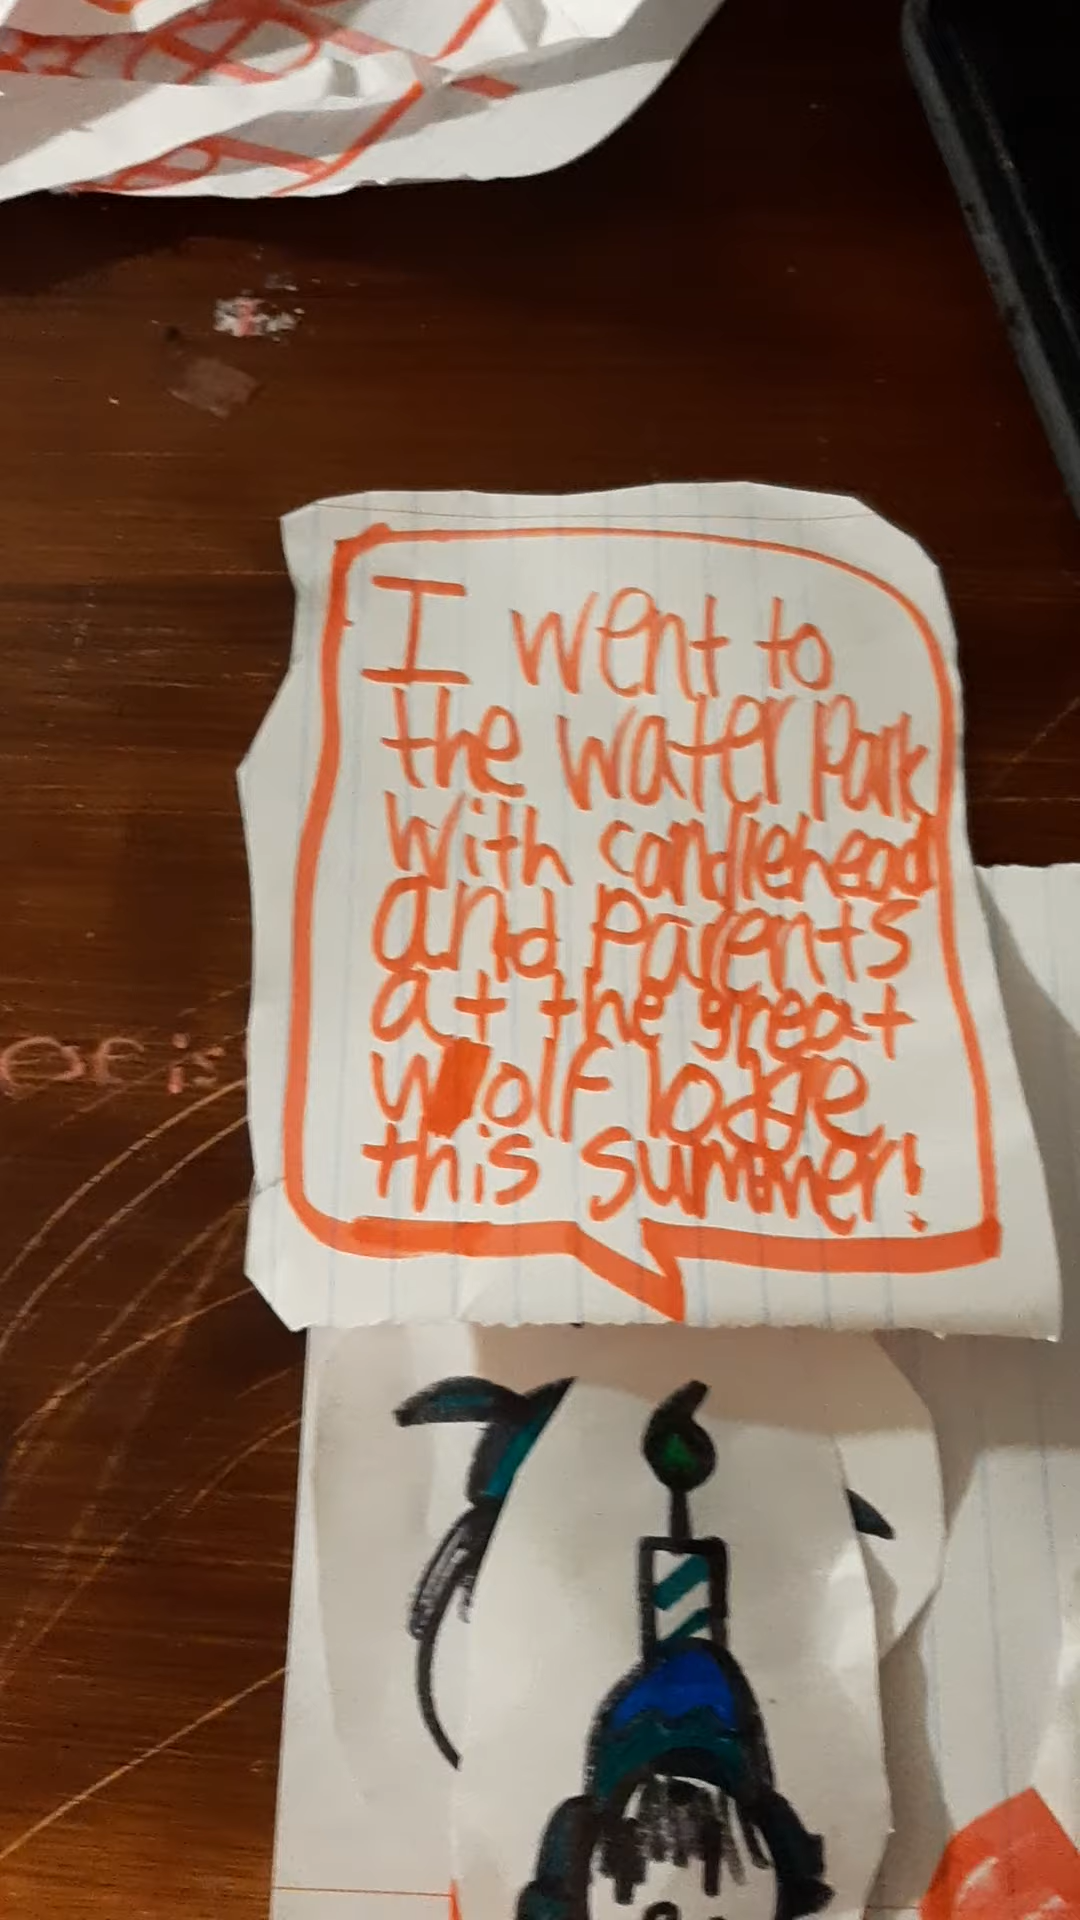 I went to
the water Park
with candlehead
and Parents
at the great
wolf lodge
this summer!